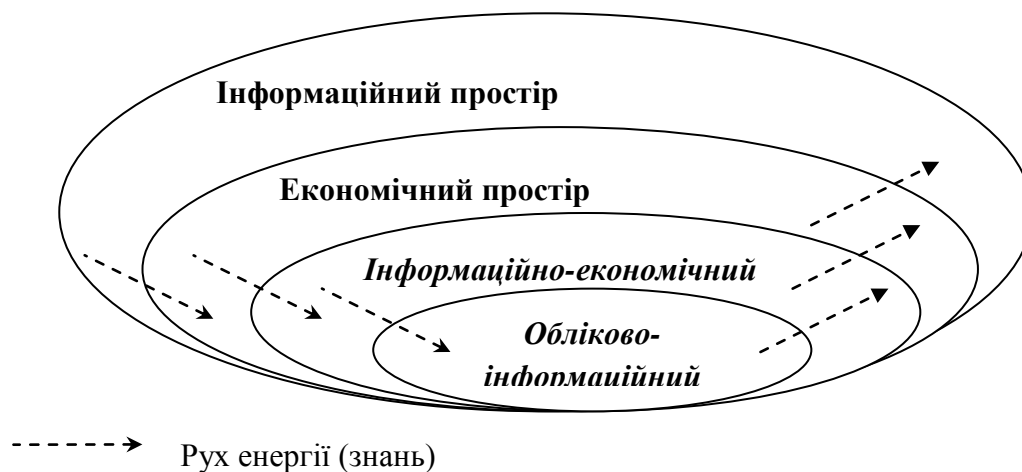 Інформаційний простір
Економічний простір
Інформаційно-економічний
Обліково-
інформаційний
Рух енергії (знань)